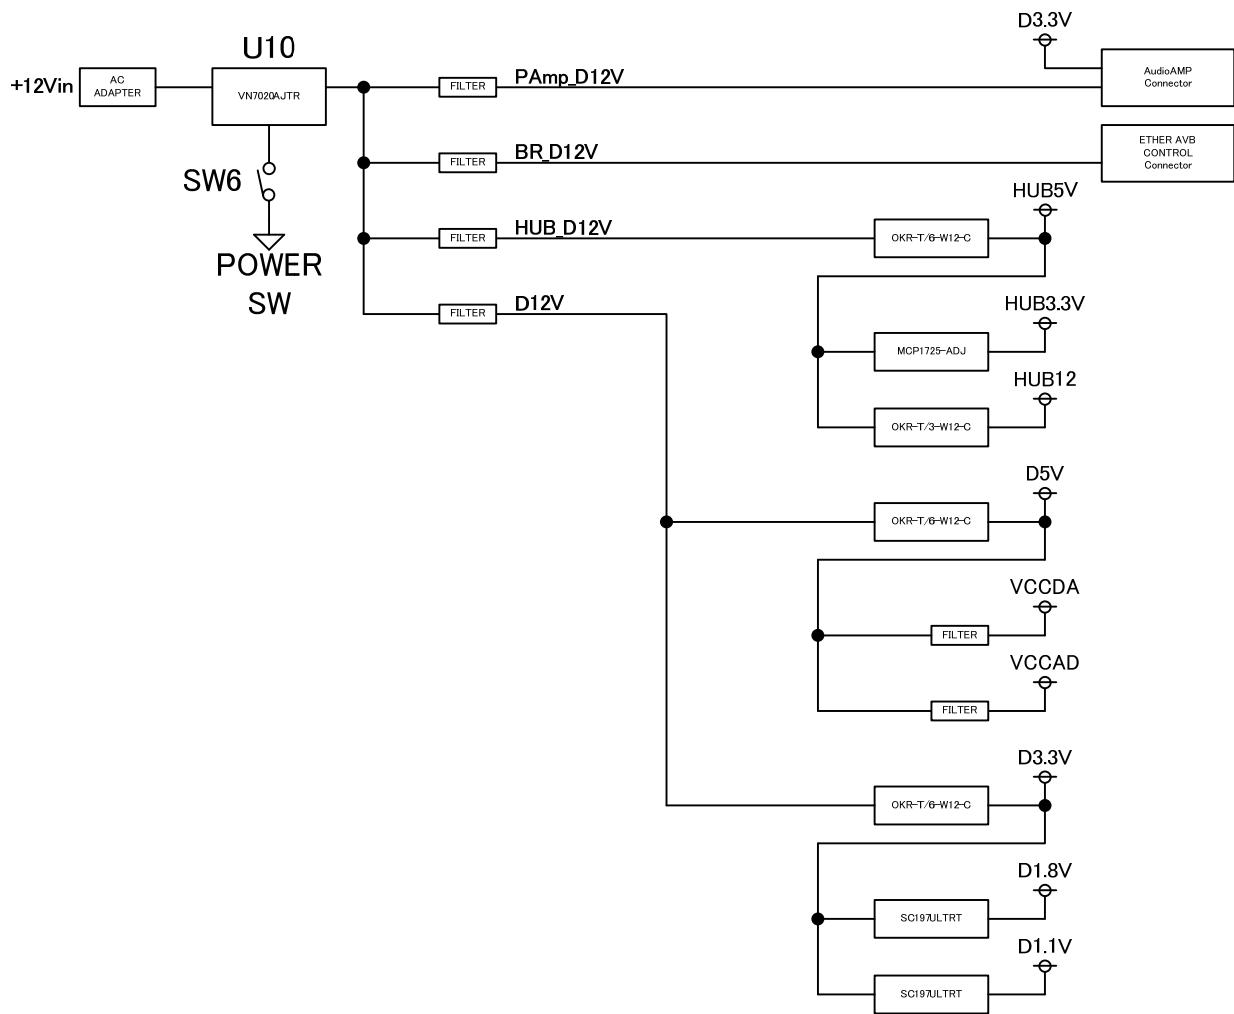 D3.3V
U10
+12Vin
AC
ADAPTER
VN7020AJTR
FILTER
PAmp_D12V
AudioAMP
Connector
FILTER
BR_D12V
ETHER AVB
CONTROL
Connector
SW6
POWER
SW
FILTER
HUB_D12V
OKR-T/6-W12-C
HUB5V
FILTER
D12V
MCP1725-ADJ
HUB3.3V
OKR-T/3-W12-C
HUB12
D5V
OKR-T/6-W12-C
VCCDA
FILTER
VCCAD
FILTER
D3.3V
OKR-T/6-W12-C
D1.8V
SC197ULTRT
D1.1V
SC197ULTRT